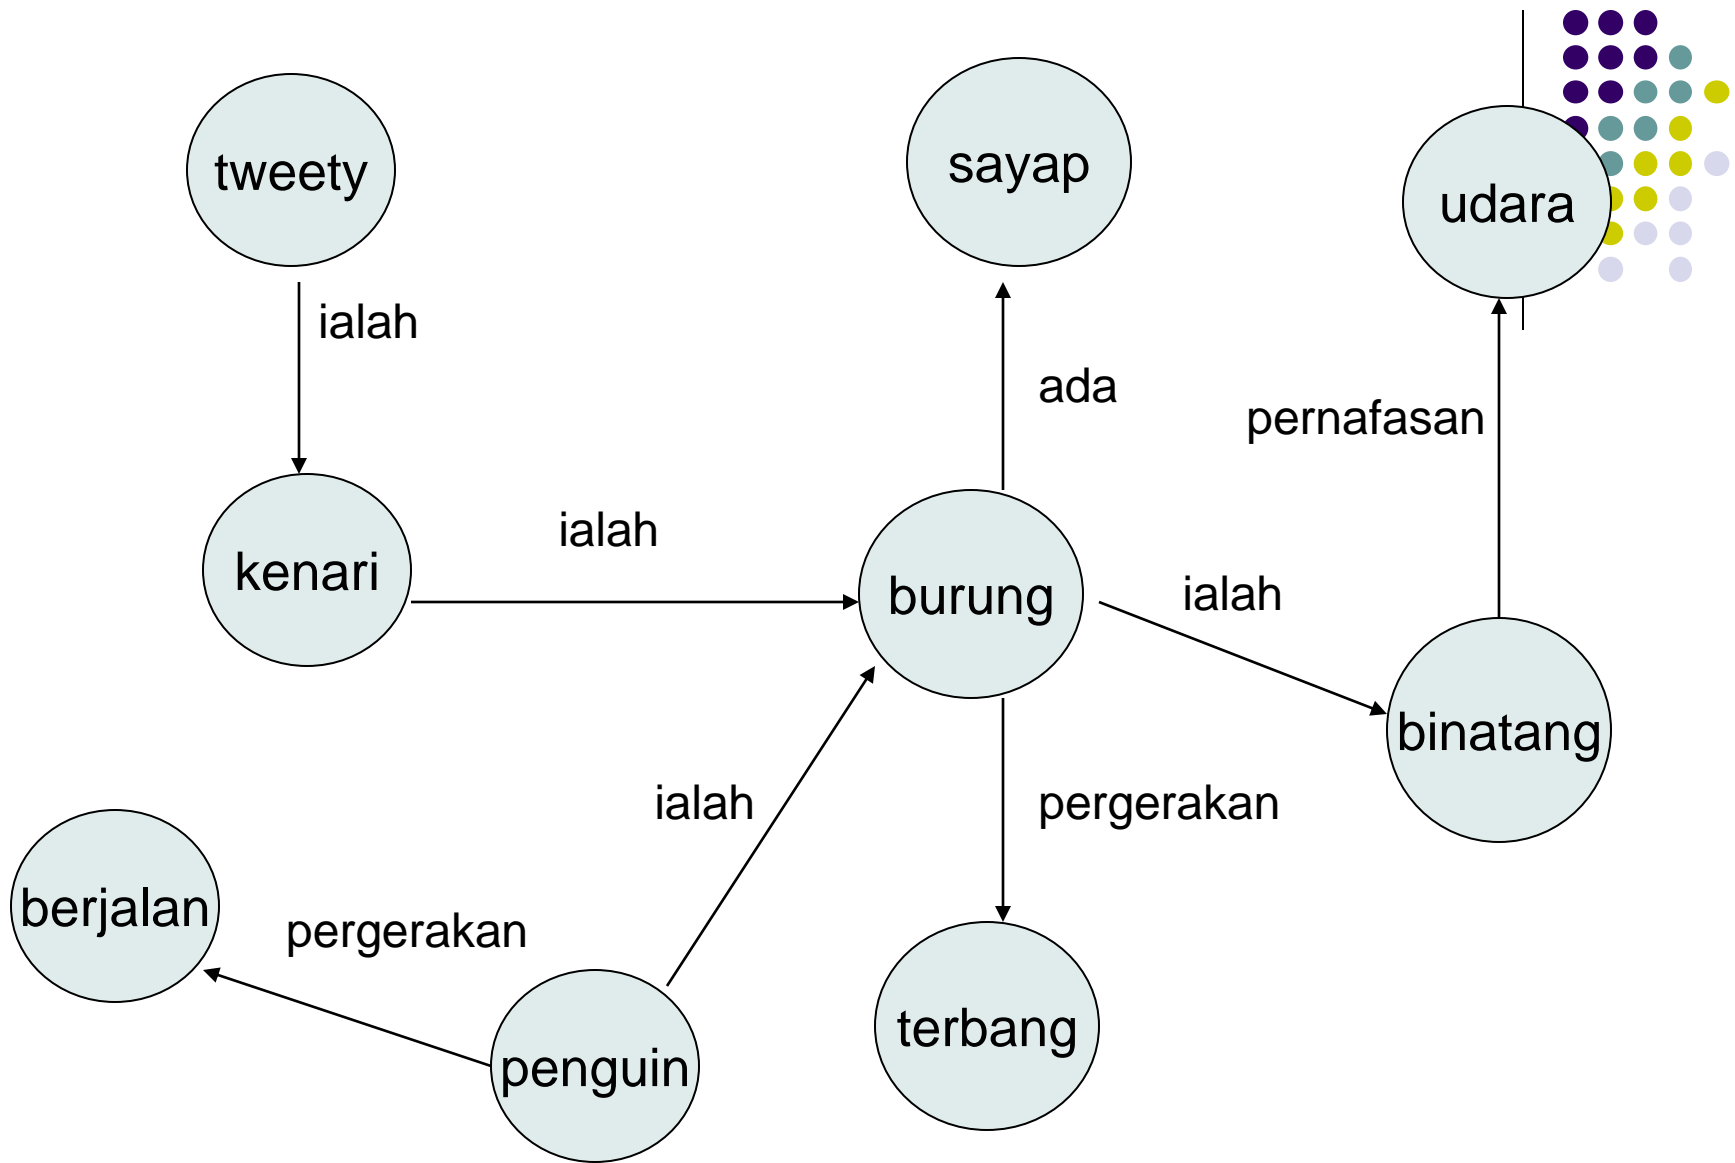 tweety
sayap
udara
ialah
ada
pernafasan
ialah
kenari
burung
ialah
binatang
ialah
pergerakan
berjalan
pergerakan
terbang
penguin